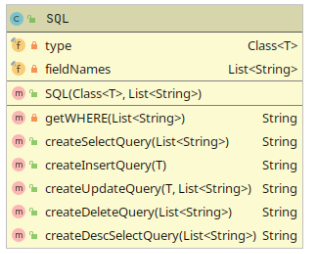 C SQL
f type Class<T>
f fieldNames List<String>
m SQL(Class<T>, List<String>)
m getWHERE(List<String>) String
m createSelectQuery(List<String>) String
m createInsertQuery(T) String
m createUpdateQuery(T, List<String>) String
m createDeleteQuery(List<String>) String
m createDescSelectQuery(List<String>) String